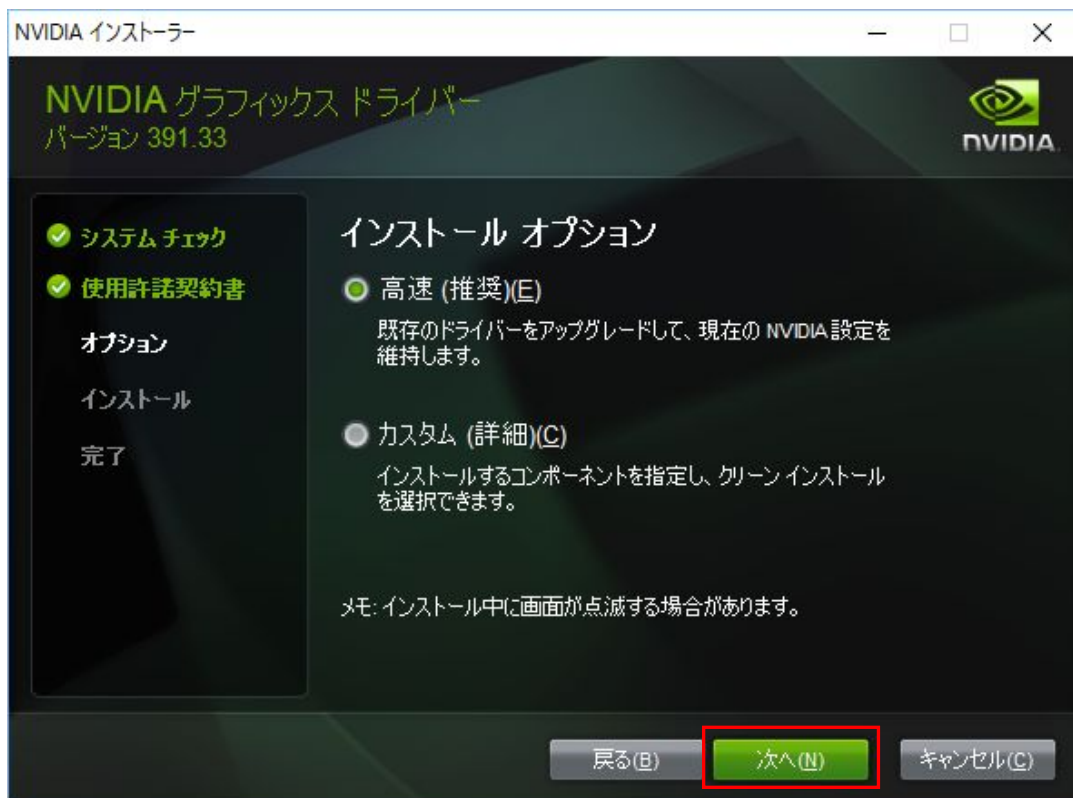 NVIDIA インストーラー
NVIDIA グラフィックス ドライバー
バージョン 391.33
NVIDIA.
システム チェック
使用許諾契約書
オプション
インストール
完了
インストール オプション
高速 (推奨)(E)
既存のドライバーをアップグレードして、現在の NVIDIA 設定を
維持します。
カスタム (詳細)(C)
インストールするコンポーネントを指定し、クリーン インストール
を選択できます。
メモ: インストール中に画面が点滅する場合があります。
戻る(B)
次へ(N)
キャンセル(C)